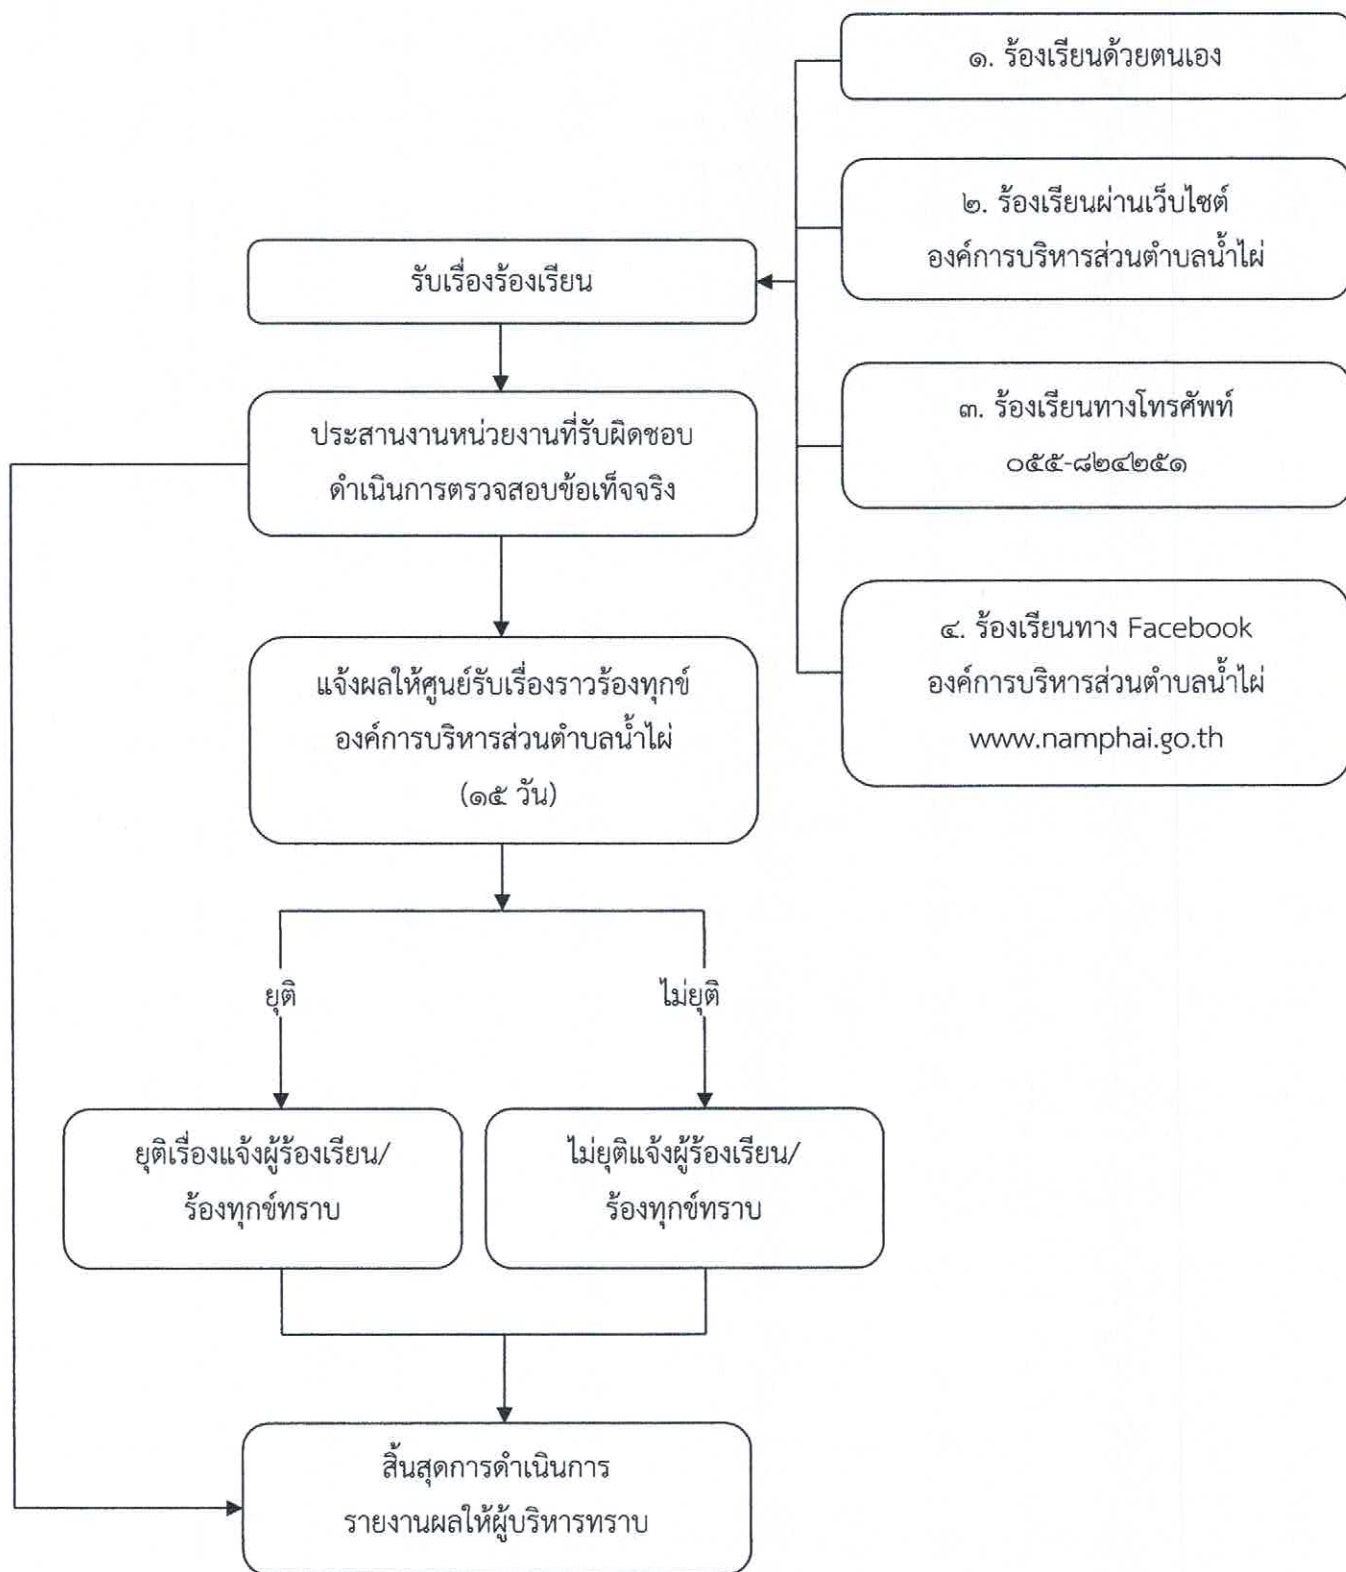 ๑. ร้องเรียนด้วยตนเอง
๒. ร้องเรียนผ่านเว็บไซต์
องค์การบริหารส่วนตำบลน้ำไผ่
๓. ร้องเรียนทางโทรศัพท์
๐๕๕-๘๒๔๒๕๑
๔. ร้องเรียนทาง Facebook
องค์การบริหารส่วนตำบลน้ำไผ่
www.namphai.go.th
รับเรื่องร้องเรียน
ประสานงานหน่วยงานที่รับผิดชอบ
ดำเนินการตรวจสอบข้อเท็จจริง
แจ้งผลให้ศูนย์รับเรื่องราวร้องทุกข์
องค์การบริหารส่วนตำบลน้ำไผ่
(๑๕ วัน)
ยุติ
ไม่ยุติ
ยุติเรื่องแจ้งผู้ร้องเรียน/
ร้องทุกข์ทราบ
ไม่ยุติแจ้งผู้ร้องเรียน/
ร้องทุกข์ทราบ
สิ้นสุดการดำเนินการ
รายงานผลให้ผู้บริหารทราบ